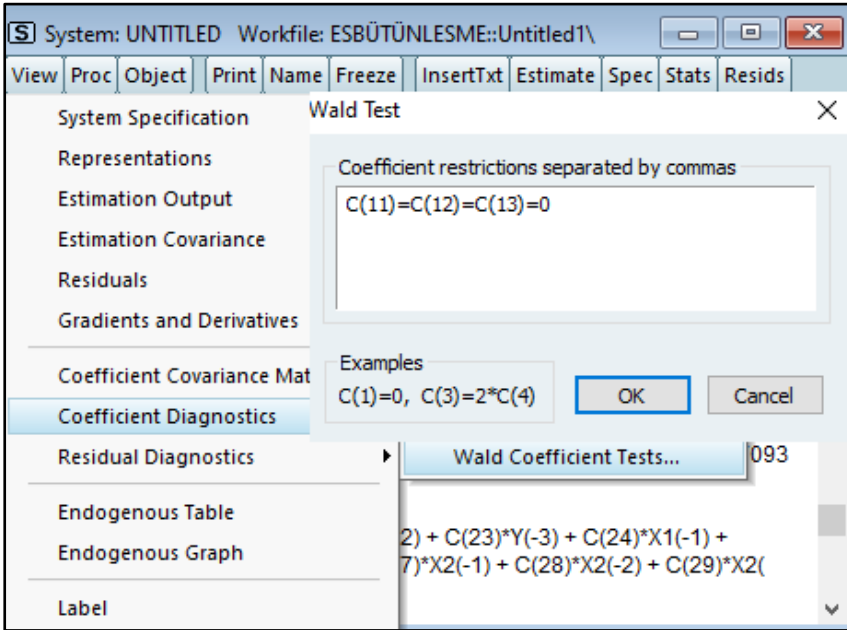 S System: UNTITLED Workfile: ESBÜTÜNLESME::Untitled1\
View Proc Object Print Name Freeze InsertTxt Estimate Spec Stats Resids
System Specification
Representations
Estimation Output
Estimation Covariance
Residuals
Gradients and Derivatives
Coefficient Covariance Mat
Coefficient Diagnostics
Residual Diagnostics
Endogenous Table
Endogenous Graph
Label
Wald Test
Coefficient restrictions separated by commas
C(11)=C(12)=C(13)=0
Examples
C(1)=0, C(3)=2*C(4)
OK
Cancel
Wald Coefficient Tests...
093
2) + C(23)*Y(-3) + C(24)*X1(-1) +
7)*X2(-1) + C(28)*X2(-2) + C(29)*X2(